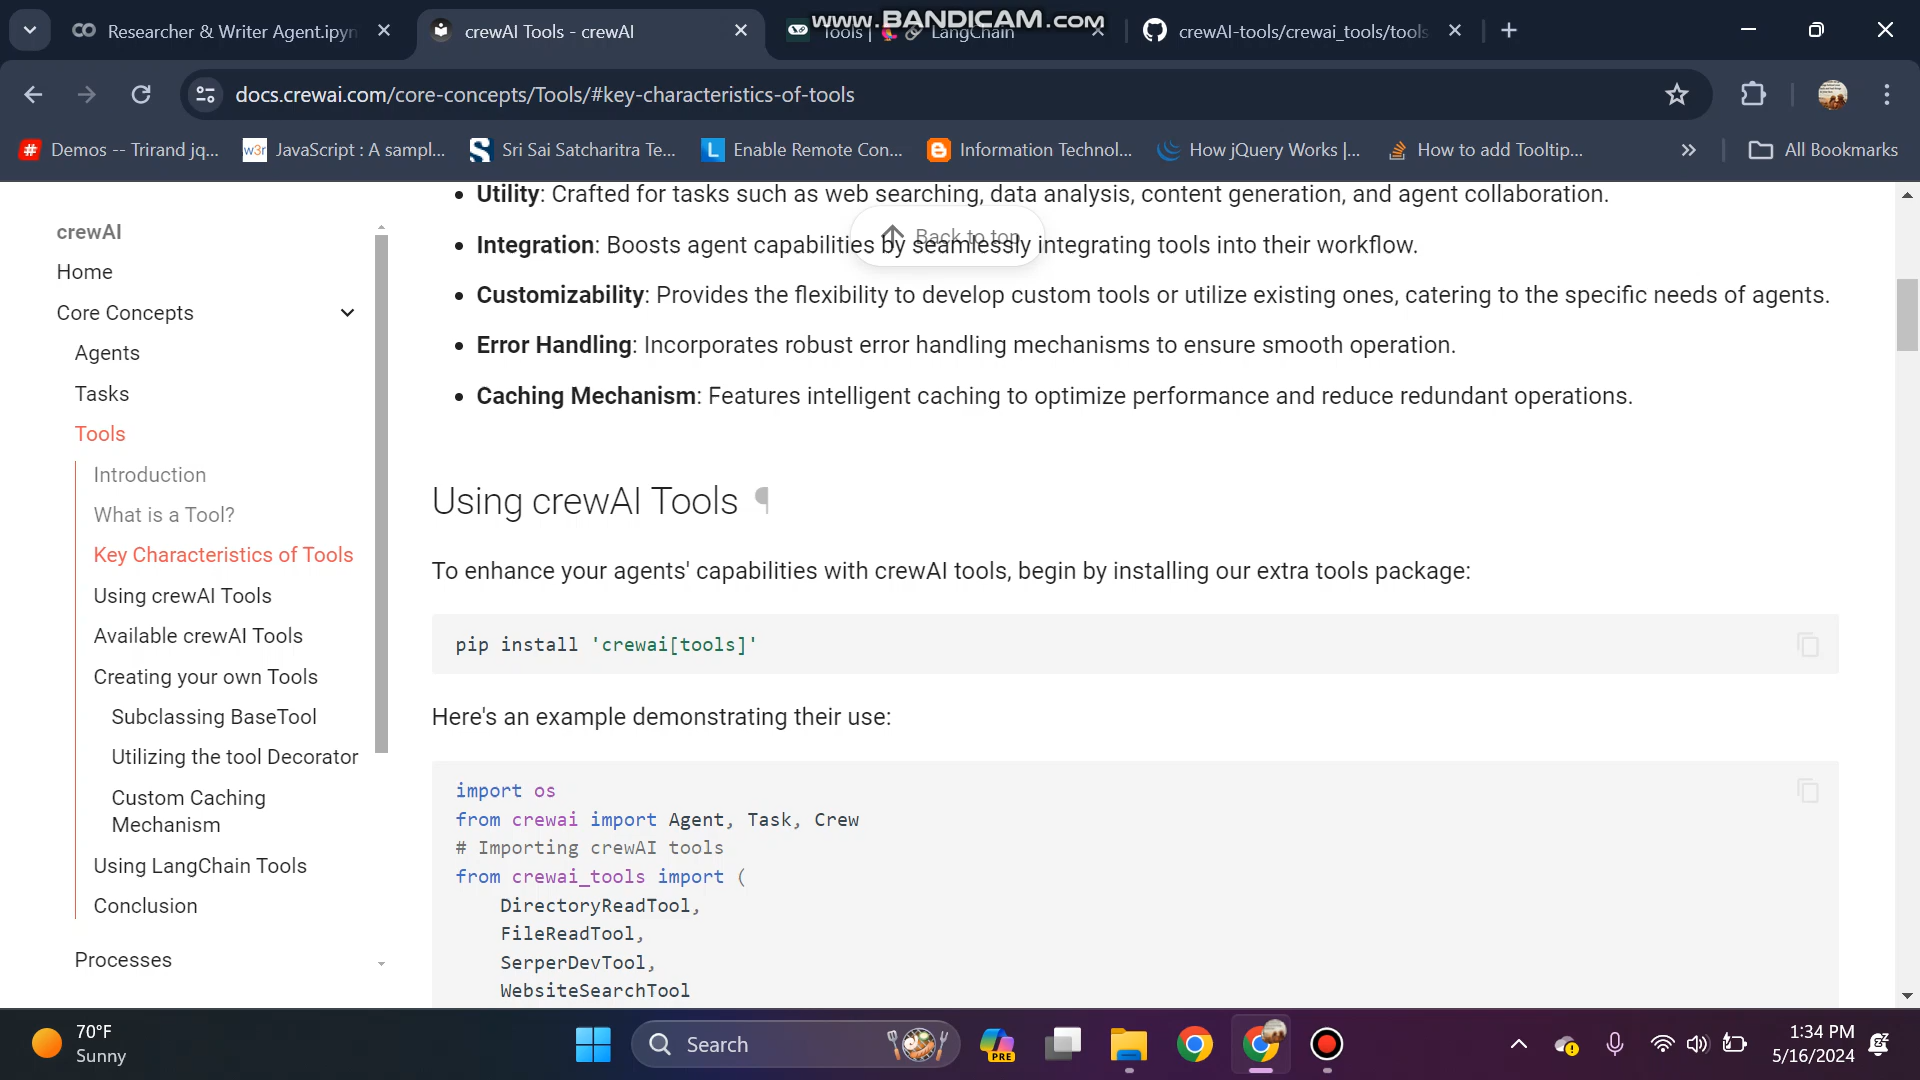 Researcher & Writer Agent.ipyn
crewAI Tools - crewAI
Tools | LangChain
www.BANDICAM.com
crewAI-tools/crewai_tools/tools
docs.crewai.com/core-concepts/Tools/#key-characteristics-of-tools
Demos -- Trirand jq...
JavaScript : A sampl...
Sri Sai Satcharitra Te...
Enable Remote Con...
Information Technol...
How jQuery Works |...
How to add Tooltip...
All Bookmarks
crewAI
Home
Core Concepts
Agents
Tasks
Tools
Introduction
What is a Tool?
Key Characteristics of Tools
Using crewAI Tools
Available crewAI Tools
Creating your own Tools
Subclassing BaseTool
Utilizing the tool Decorator
Custom Caching
Mechanism
Using LangChain Tools
Conclusion
Processes
• Utility: Crafted for tasks such as web searching, data analysis, content generation, and agent collaboration.
Back to top
• Integration: Boosts agent capabilities by seamlessly integrating tools into their workflow.
• Customizability: Provides the flexibility to develop custom tools or utilize existing ones, catering to the specific needs of agents.
• Error Handling: Incorporates robust error handling mechanisms to ensure smooth operation.
• Caching Mechanism: Features intelligent caching to optimize performance and reduce redundant operations.
Using crewAI Tools ¶
To enhance your agents' capabilities with crewAI tools, begin by installing our extra tools package:
pip install 'crewai[tools]'
Here's an example demonstrating their use:
import os
from crewai import Agent, Task, Crew
# Importing crewAI tools
from crewai_tools import (
DirectoryReadTool,
FileReadTool,
SerperDevTool,
WebsiteSearchTool
70°F
Sunny
Search
PRE
1:34 PM
5/16/2024